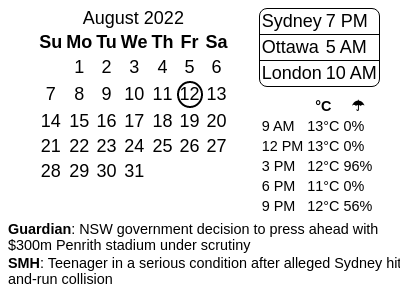 August 2022
Su Mo Tu We Th Fr Sa
1 2 3 4 5 6
7 8 9 10 11 12 13
14 15 16 17 18 19 20
21 22 23 24 25 26 27
28 29 30 31
Sydney 7 PM
Ottawa 5 AM
London 10 AM
°C ☂
9 AM 13°C 0%
12 PM 13°C 0%
3 PM 12°C 96%
6 PM 11°C 0%
9 PM 12°C 56%
Guardian: NSW government decision to press ahead with
$300m Penrith stadium under scrutiny
SMH: Teenager in a serious condition after alleged Sydney hit-
and-run collision